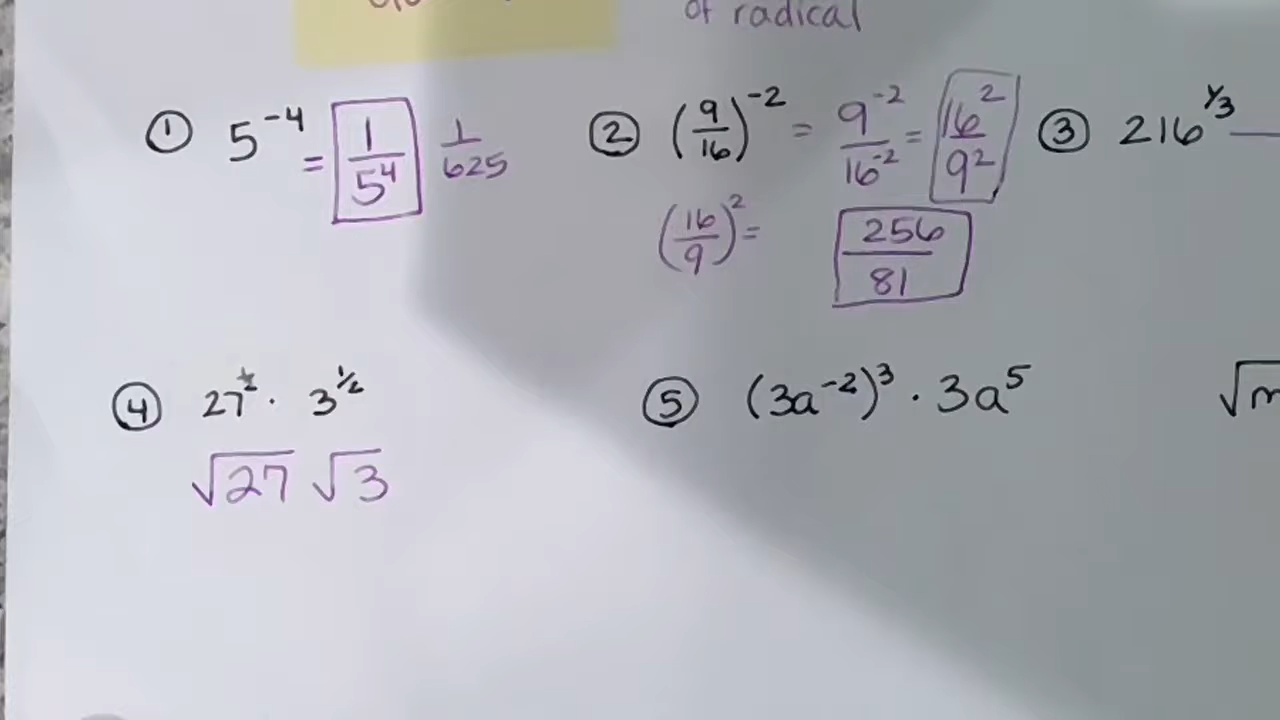 of radical
① 5^-4 = 1/5^4 1/625
② (9/16)^-2 = 9^-2/16^-2 = 16^2/9^2
(16/9)^2 = 256/81
③ 216^1/3
④ 27^½ · 3^1/2
√27 √3
⑤ (3a^-2)^3 · 3a^5